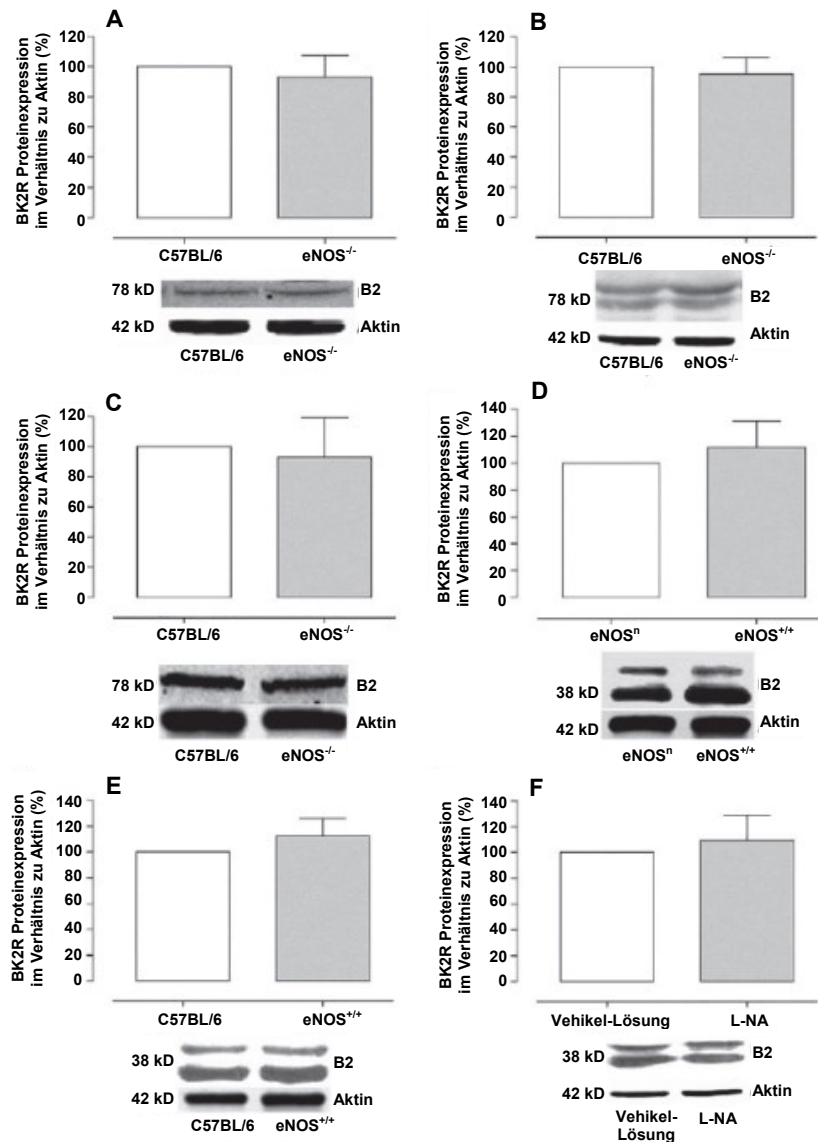 A
BK2R Proteinexpression
im Verhältnis zu Aktin (%)
120
100
80
60
40
20
0
C57BL/6 eNOS-/-
78 kD B2
42 kD Aktin
C57BL/6 eNOS-/-
B
BK2R Proteinexpression
im Verhältnis zu Aktin (%)
120
100
80
60
40
20
0
C57BL/6 eNOS-/-
78 kD B2
42 kD Aktin
C57BL/6 eNOS-/-
C
BK2R Proteinexpression
im Verhältnis zu Aktin (%)
120
100
80
60
40
20
0
C57BL/6 eNOS-/-
78 kD B2
42 kD Aktin
C57BL/6 eNOS-/-
D
BK2R Proteinexpression
im Verhältnis zu Aktin (%)
140
120
100
80
60
40
20
0
eNOSn eNOS+/+
38 kD B2
42 kD Aktin
eNOSn eNOS+/+
E
BK2R Proteinexpression
im Verhältnis zu Aktin (%)
140
120
100
80
60
40
20
0
C57BL/6 eNOS+/+
38 kD B2
42 kD Aktin
C57BL/6 eNOS+/+
F
BK2R Proteinexpression
im Verhältnis zu Aktin (%)
140
120
100
80
60
40
20
0
Vehikel-Lösung L-NA
38 kD B2
42 kD Aktin
Vehikel- L-NA
Lösung